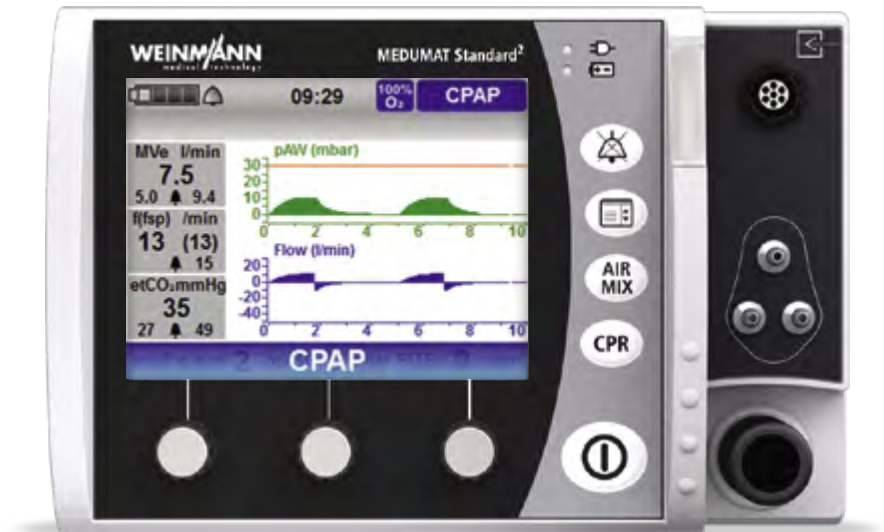 WEINMANN
medical technology
MEDUMAT Standard²
09:29
100% O₂
CPAP
MVe l/min
7.5
5.0 9.4
f(fsp) /min
13 (13)
15
etCO₂mmHg
35
27 49
pAW (mbar)
30
20
10
0
0 2 4 6 8 10
Flow (l/min)
20
0
-20
-40
0 2 4 6 8 10
CPAP
AIR
MIX
CPR